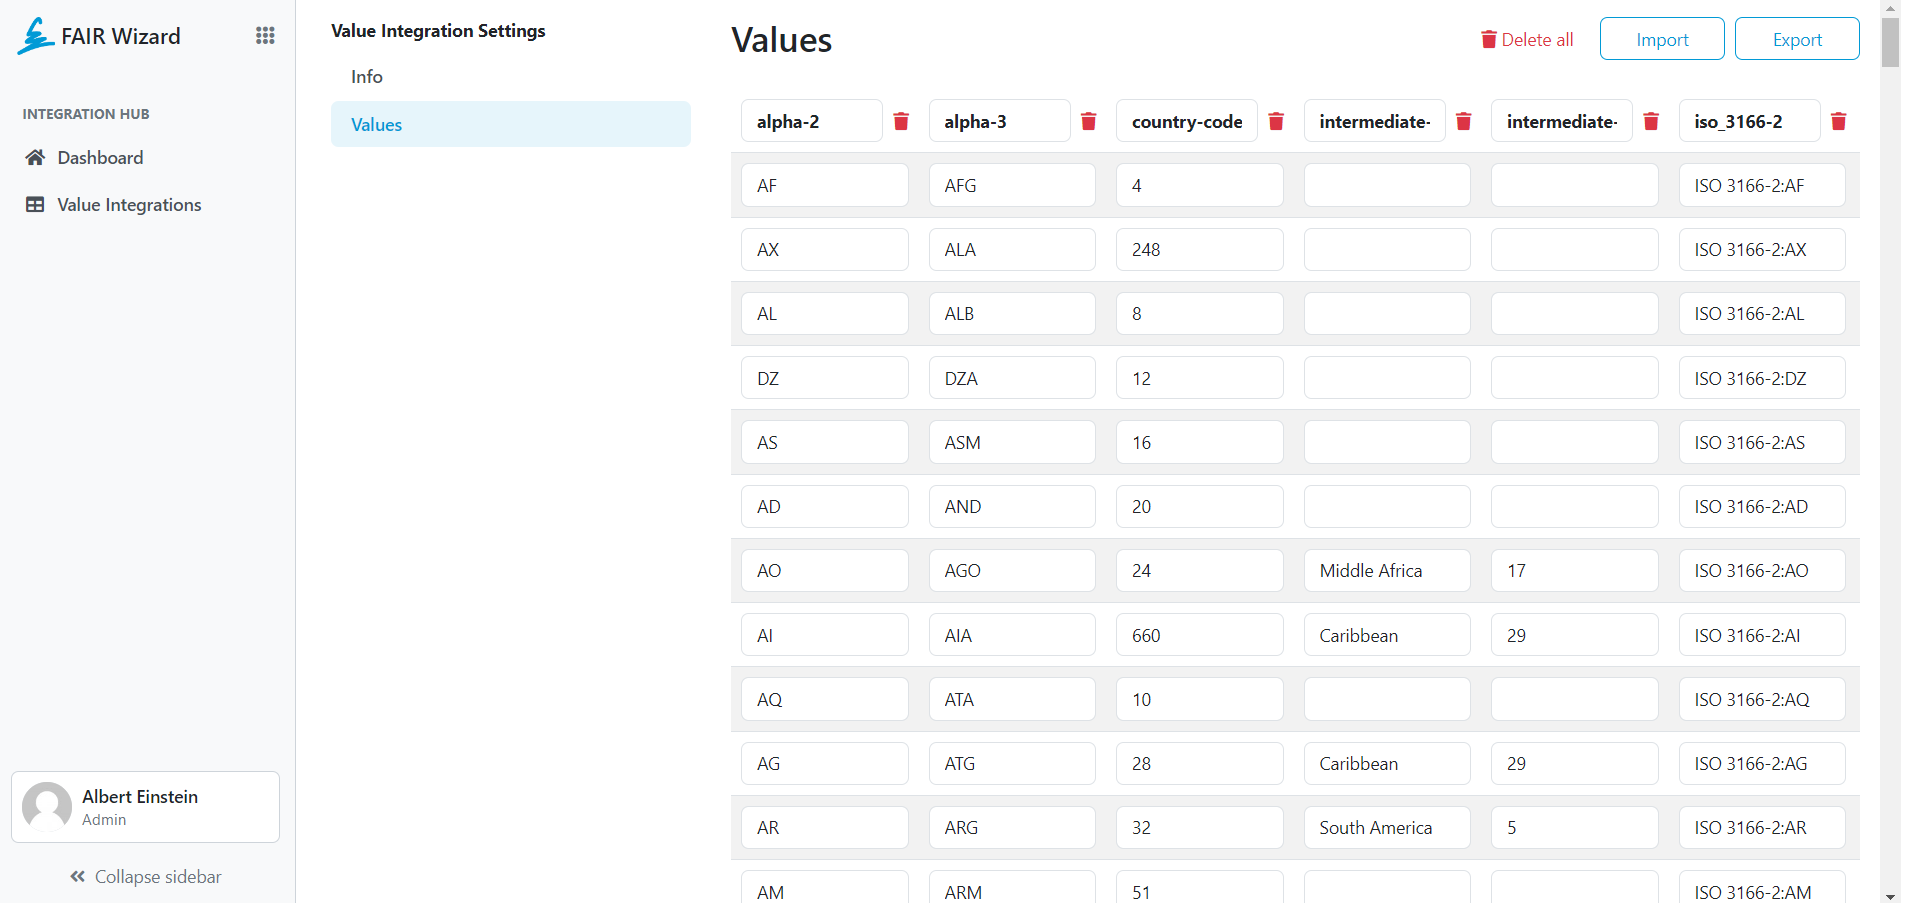 FAIR Wizard
INTEGRATION HUB
Dashboard
Value Integrations
Albert Einstein
Admin
Collapse sidebar
Value Integration Settings
Info
Values
Values
Delete all
Import
Export
alpha-2 alpha-3 country-code intermediate- intermediate- iso_3166-2
AF AFG 4 ISO 3166-2:AF
AX ALA 248 ISO 3166-2:AX
AL ALB 8 ISO 3166-2:AL
DZ DZA 12 ISO 3166-2:DZ
AS ASM 16 ISO 3166-2:AS
AD AND 20 ISO 3166-2:AD
AO AGO 24 Middle Africa 17 ISO 3166-2:AO
AI AIA 660 Caribbean 29 ISO 3166-2:AI
AQ ATA 10 ISO 3166-2:AQ
AG ATG 28 Caribbean 29 ISO 3166-2:AG
AR ARG 32 South America 5 ISO 3166-2:AR
AM ARM 51 ISO 3166-2:AM